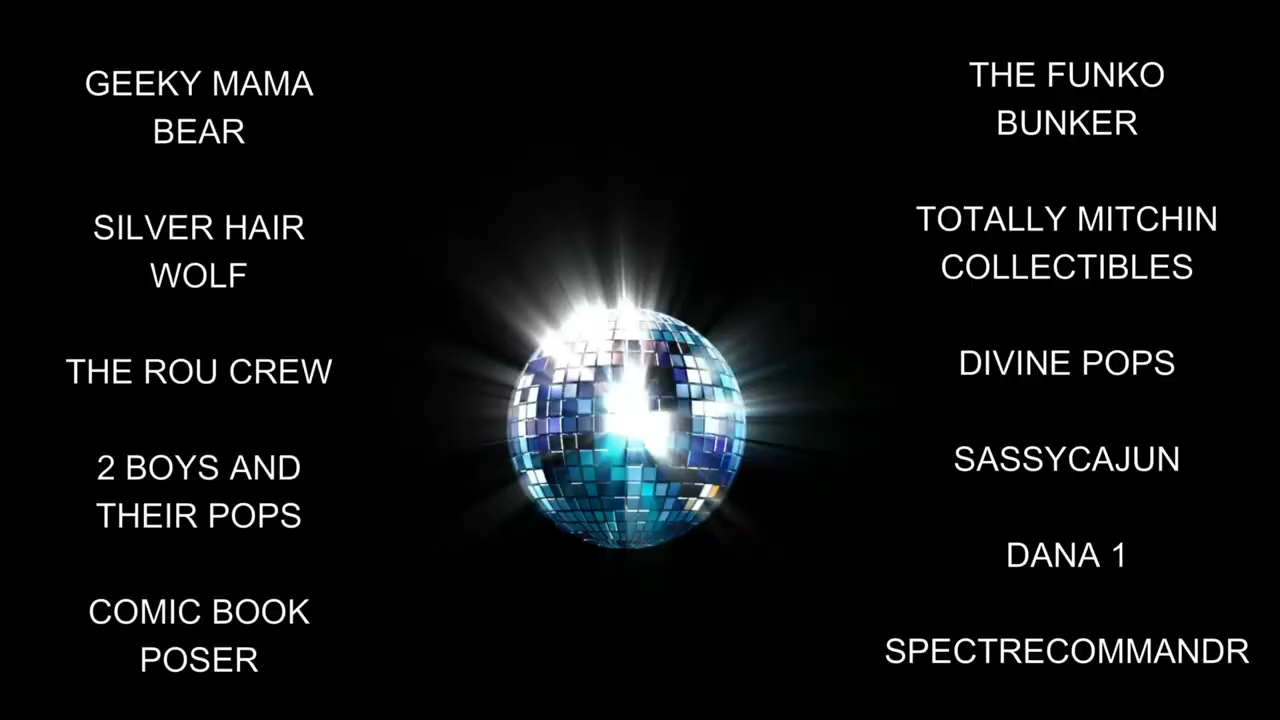 GEEKY MAMA
BEAR
SILVER HAIR
WOLF
THE ROU CREW
2 BOYS AND
THEIR POPS
COMIC BOOK
POSER
THE FUNKO
BUNKER
TOTALLY MITCHIN
COLLECTIBLES
DIVINE POPS
SASSYCAJUN
DANA 1
SPECTRECOMMANDR